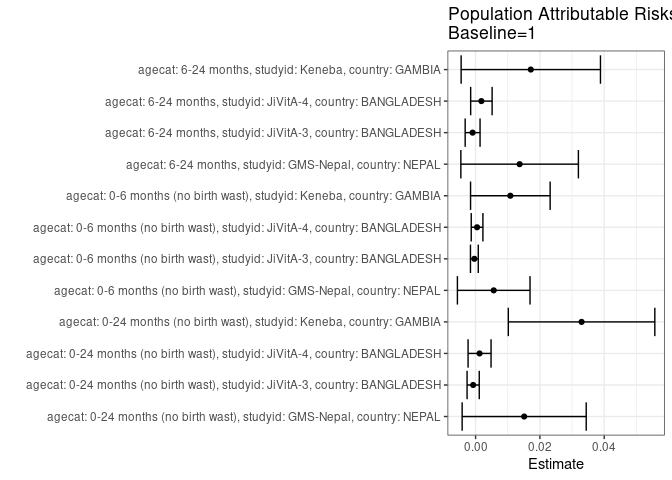 Population Attributable Risks
Baseline=1
agecat: 6-24 months, studyid: Keneba, country: GAMBIA
agecat: 6-24 months, studyid: JiVitA-4, country: BANGLADESH
agecat: 6-24 months, studyid: JiVitA-3, country: BANGLADESH
agecat: 6-24 months, studyid: GMS-Nepal, country: NEPAL
agecat: 0-6 months (no birth wast), studyid: Keneba, country: GAMBIA
agecat: 0-6 months (no birth wast), studyid: JiVitA-4, country: BANGLADESH
agecat: 0-6 months (no birth wast), studyid: JiVitA-3, country: BANGLADESH
agecat: 0-6 months (no birth wast), studyid: GMS-Nepal, country: NEPAL
agecat: 0-24 months (no birth wast), studyid: Keneba, country: GAMBIA
agecat: 0-24 months (no birth wast), studyid: JiVitA-4, country: BANGLADESH
agecat: 0-24 months (no birth wast), studyid: JiVitA-3, country: BANGLADESH
agecat: 0-24 months (no birth wast), studyid: GMS-Nepal, country: NEPAL
0.00 0.02 0.04
Estimate